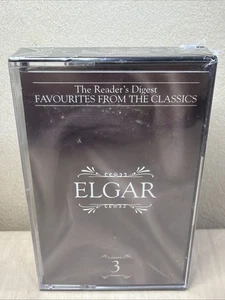 The Reader's Digest
FAVOURITES FROM THE CLASSICS
ELGAR
3